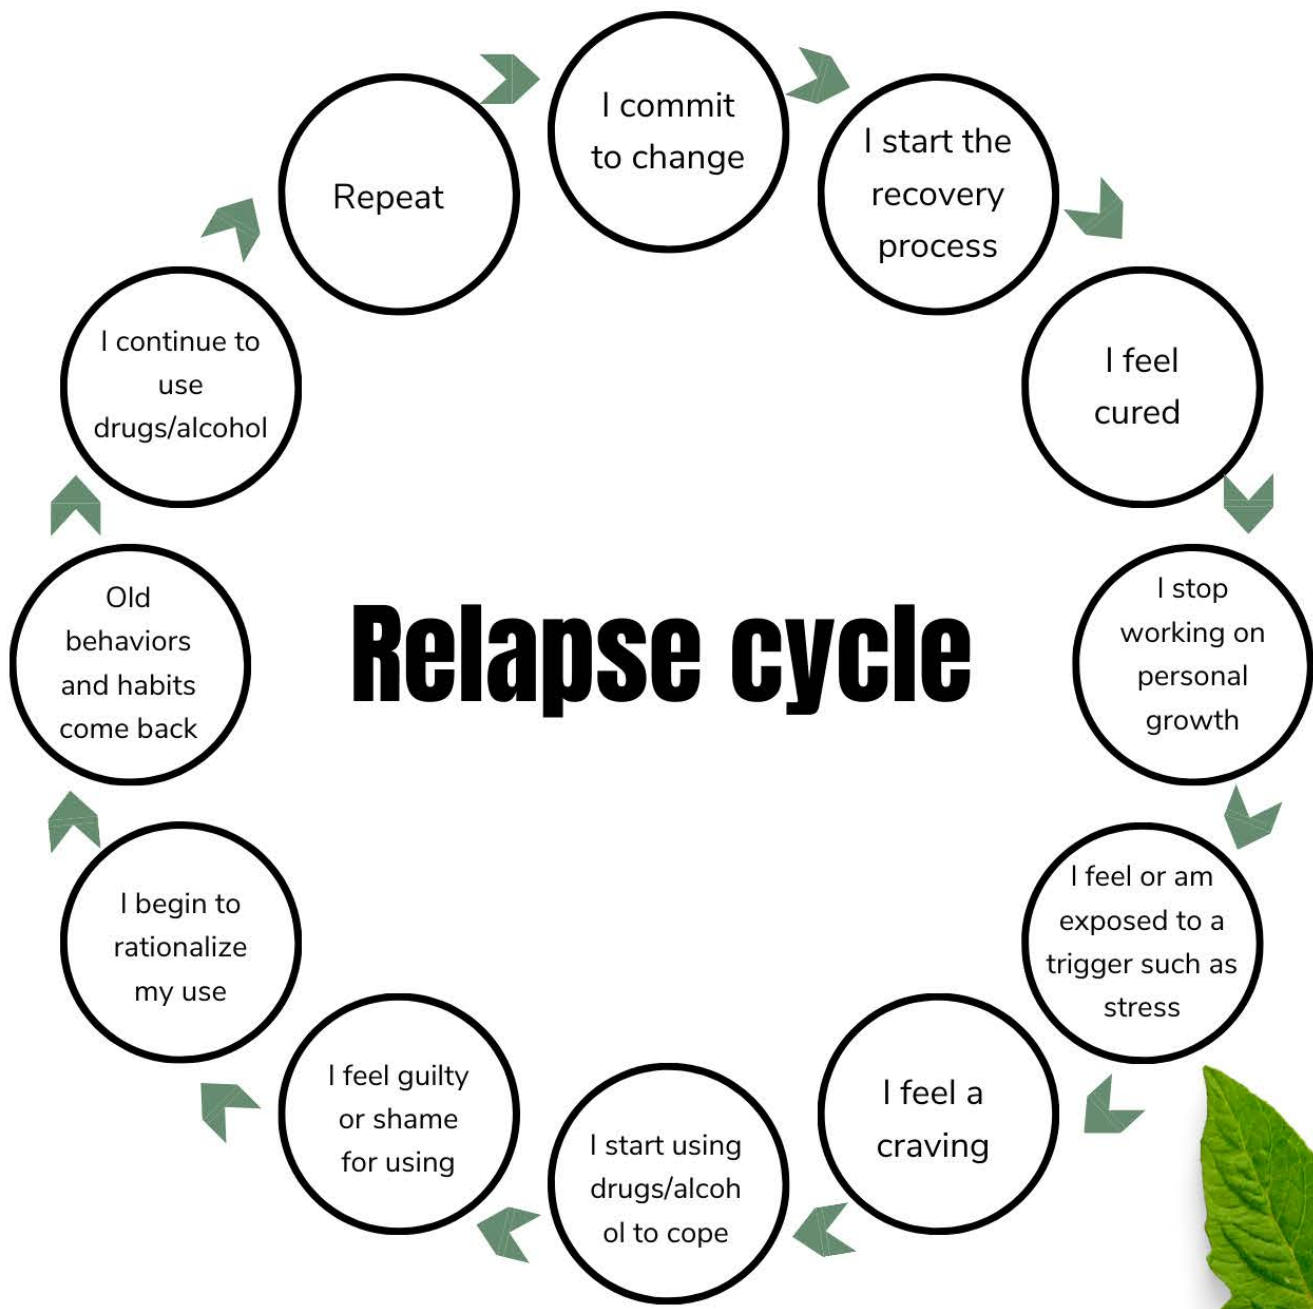 I commit
to change
I start the
recovery
process
I feel
cured
I stop
working on
personal
growth
I feel or am
exposed to a
trigger such as
stress
I feel a
craving
I start using
drugs/alcoh
ol to cope
I feel guilty
or shame
for using
I begin to
rationalize
my use
Old
behaviors
and habits
come back
I continue to
use
drugs/alcohol
Repeat
Relapse cycle